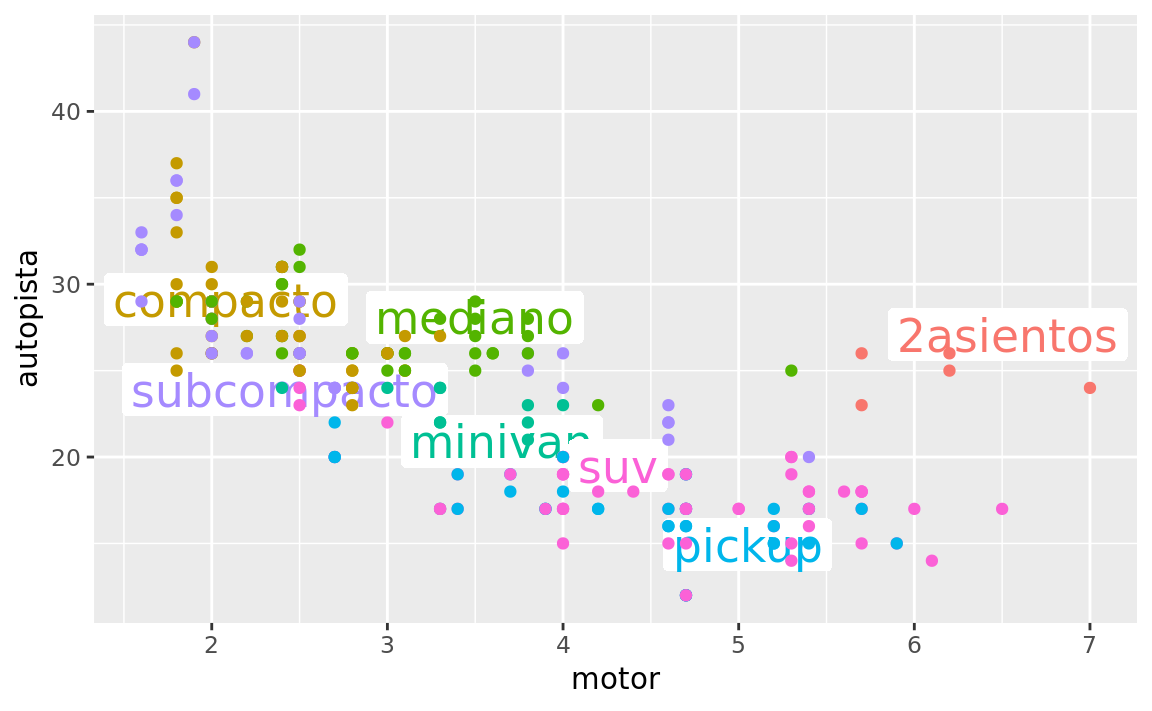 40
30
20
autopista
compacto
mediano
2asientos
subcompacto
minivan
suv
pickup
2
3
4
5
6
7
motor